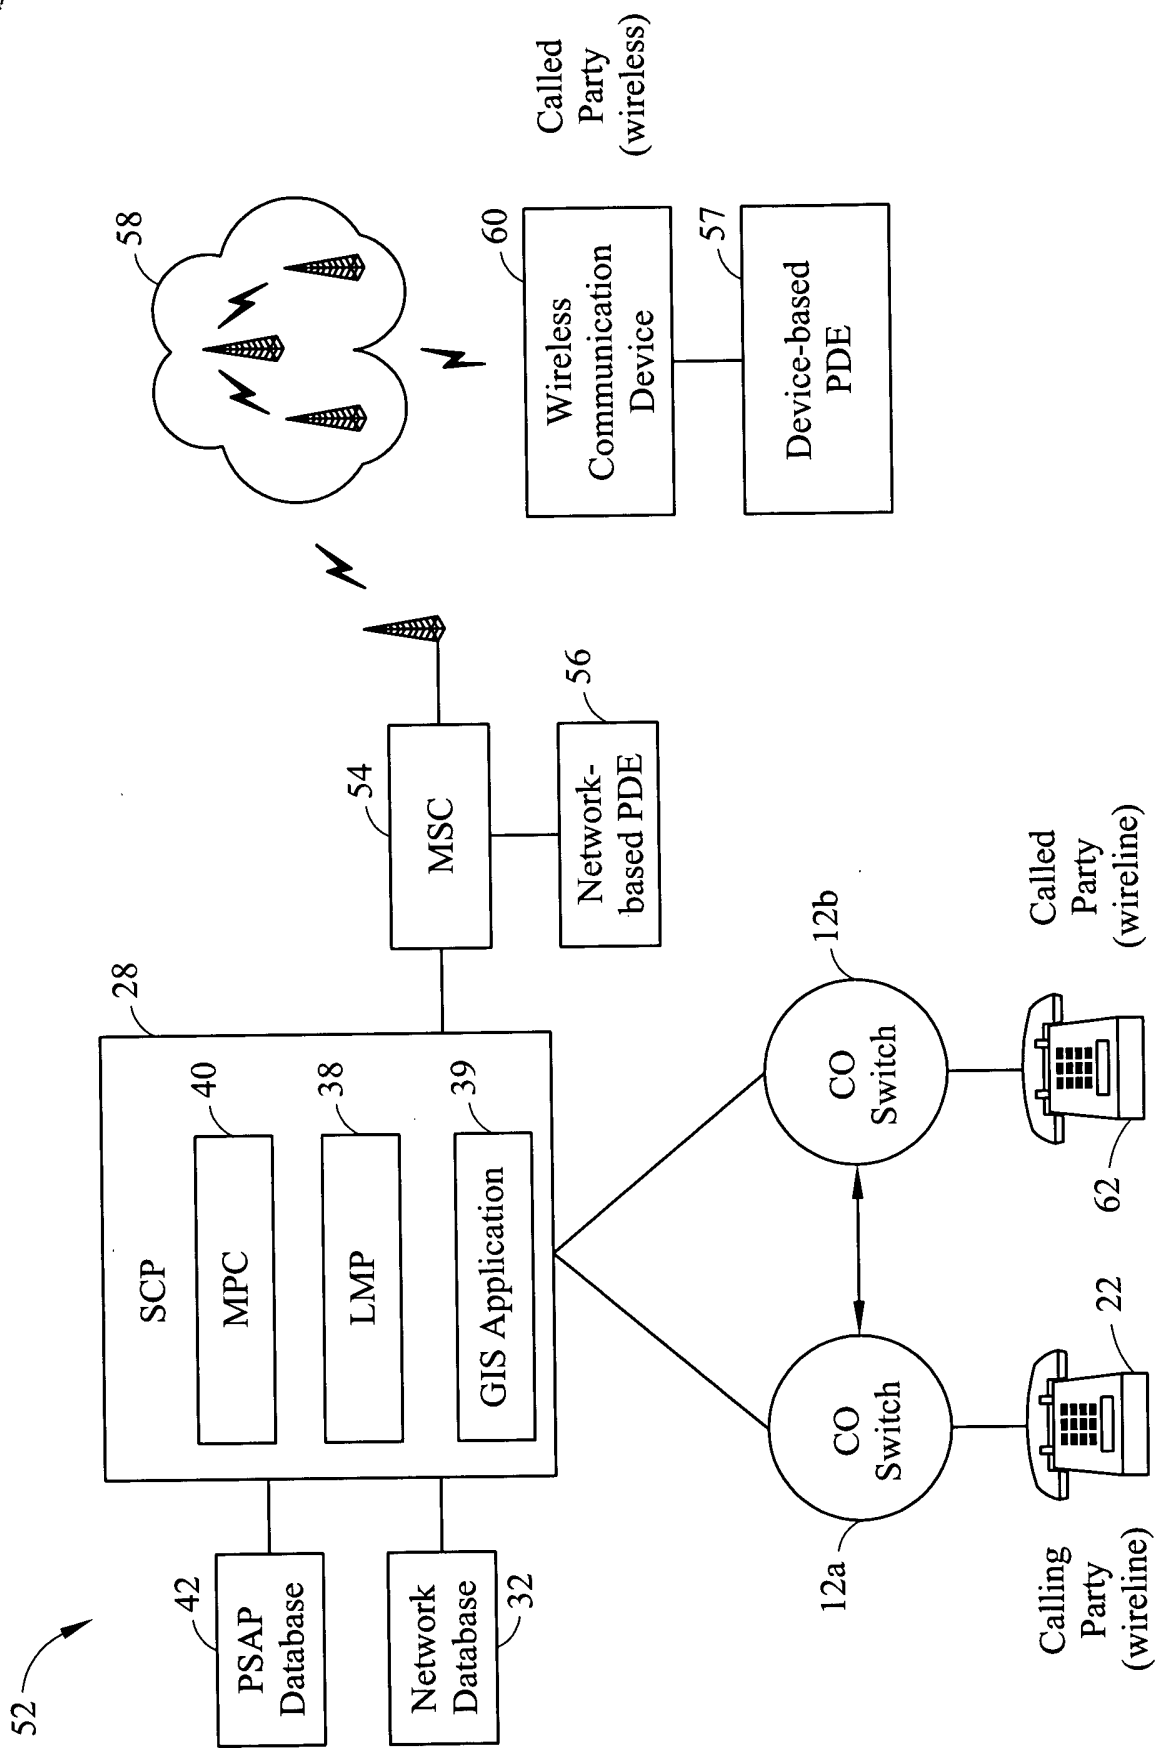 52
42
PSAP
Database
Network
Database
32
SCP
28
MPC
40
LMP
38
GIS Application
39
MSC
54
Network-
based PDE
56
58
Wireless
Communication
Device
60
Device-based
PDE
57
Called
Party
(wireless)
CO
Switch
12a
CO
Switch
12b
22
62
Calling
Party
(wireline)
Called
Party
(wireline)